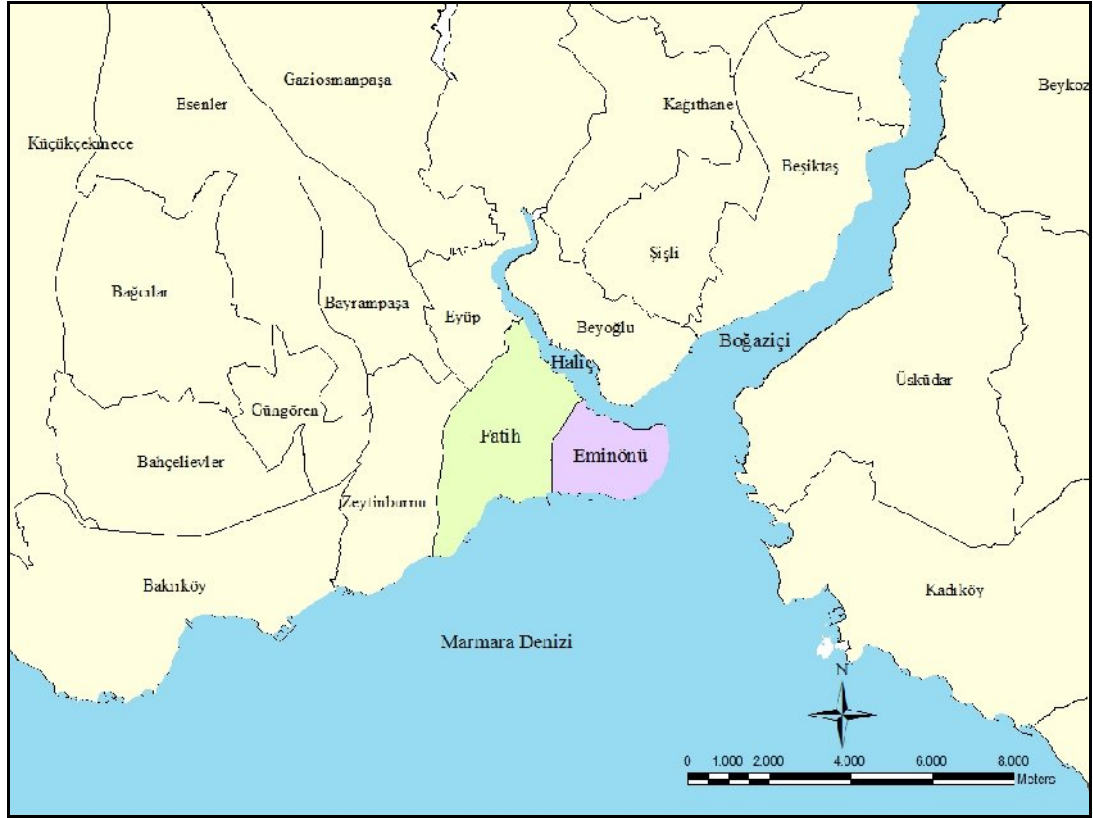 Gaziosmanpaşa
Kağıthane
Beykoz
Esenler
Küçükçekmece
Beşiktaş
Şişli
Bağcılar
Bayrampaşa
Eyüp
Beyoğlu
Boğaziçi
Haliç
Üsküdar
Güngören
Fatih
Eminönü
Bahçelievler
Zeytinburnu
Bakırköy
Kadıköy
Marmara Denizi
N
0 1.000 2.000 4.000 6.000 8.000
Meters